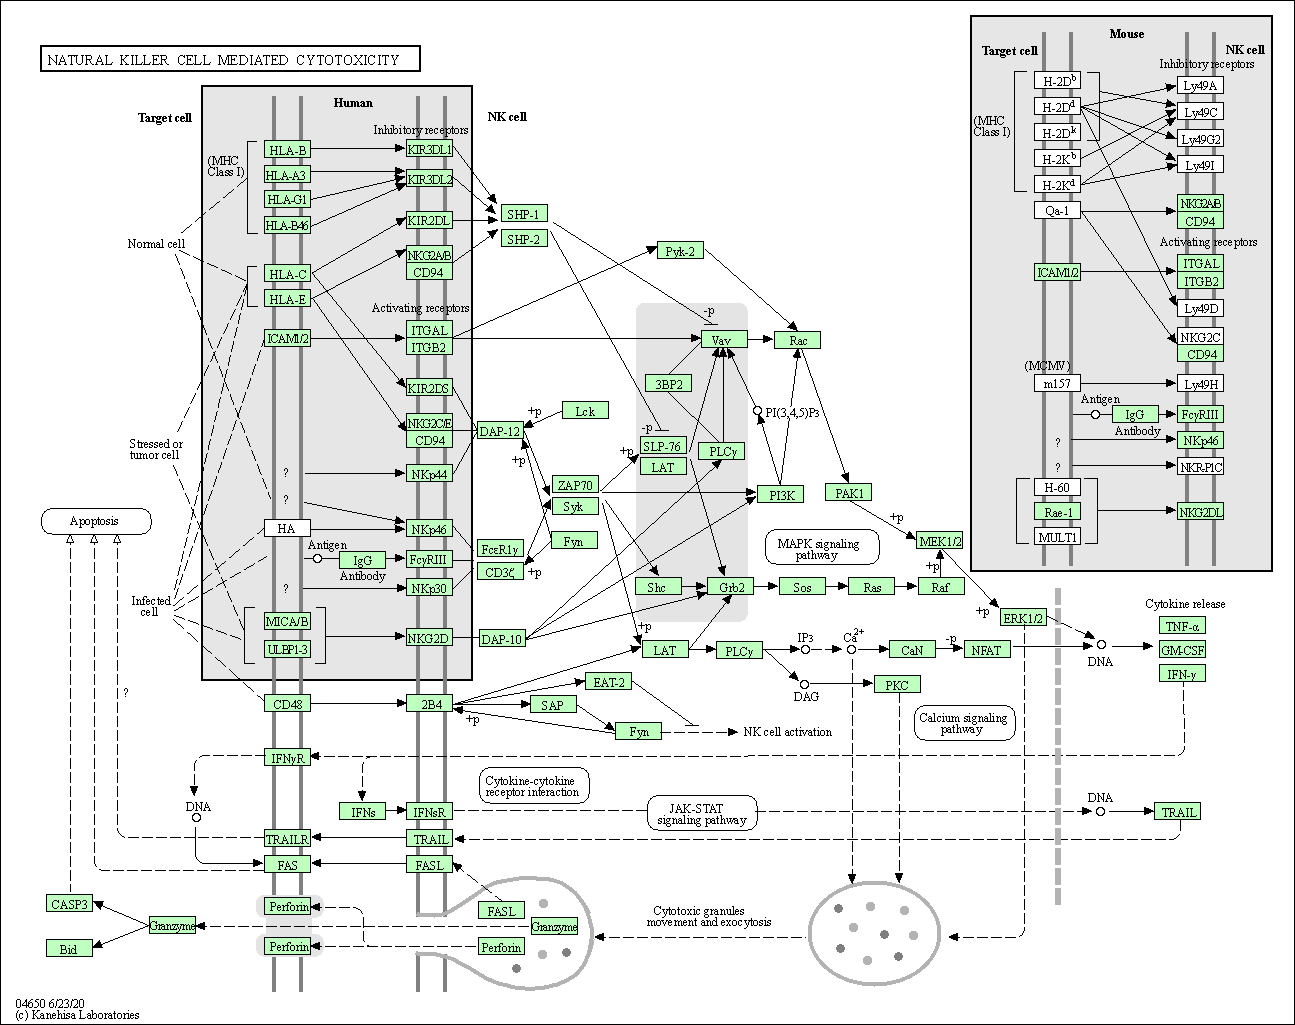 NATURAL KILLER CELL MEDIATED CYTOTOXICITY
Target cell
Human
NK cell
Inhibitory receptors
(MHC
Class I)
HLA-B
KIR3DL1
HLA-A3
KIR3DL2
HLA-G1
HLA-B46
KIR2DL
SHP-1
SHP-2
Normal cell
NKG2A/B
CD94
HLA-C
HLA-E
Pyk-2
Activating receptors
ICAM1/2
ITGAL
ITGB2
-p
Vav
Rac
KIR2DS
3BP2
Lck
+p
PI(3,4,5)P3
NKG2C/E
CD94
DAP-12
-p
SLP-76
LAT
PLCγ
Stressed or
tumor cell
+p
+p
?
NKp44
ZAP70
Syk
PI3K
PAK1
?
Apoptosis
HA
NKp46
+p
Fyn
MEK1/2
Antigen
IgG
Antibody
FcγRIII
FcεR1γ
CD3ζ
+p
MAPK signaling
pathway
+p
?
NKp30
Shc
Grb2
Sos
Ras
Raf
Infected
cell
MICA/B
ULBP1-3
NKG2D
DAP-10
+p
+p
ERK1/2
Cytokine release
TNF-α
GM-CSF
IFN-γ
LAT
PLCγ
IP3
Ca2+
CaN
-p
NFAT
DNA
DAG
PKC
?
CD48
2B4
EAT-2
SAP
+p
Fyn
NK cell activation
Calcium signaling
pathway
IFNγR
Cytokine-cytokine
receptor interaction
DNA
IFNs
IFNsR
JAK-STAT
signaling pathway
DNA
TRAIL
TRAILR
TRAIL
FAS
FASL
CASP3
Perforin
FASL
Granzyme
Granzyme
Bid
Perforin
Perforin
Cytotoxic granules
movement and exocytosis
Mouse
Target cell
NK cell
Inhibitory receptors
(MHC
Class I)
H-2Db
Ly49A
H-2Dd
Ly49C
H-2Dk
Ly49G2
H-2Kb
Ly49I
H-2Kd
Qa-1
NKG2A/B
CD94
Activating receptors
ICAM1/2
ITGAL
ITGB2
Ly49D
NKG2C
CD94
(MCMV)
m157
Ly49H
Antigen
IgG
FcγRIII
Antibody
?
NKp46
?
NKR-P1C
H-60
Rae-1
NKG2DL
MULT1
04650 6/23/20
(c) Kanehisa Laboratories